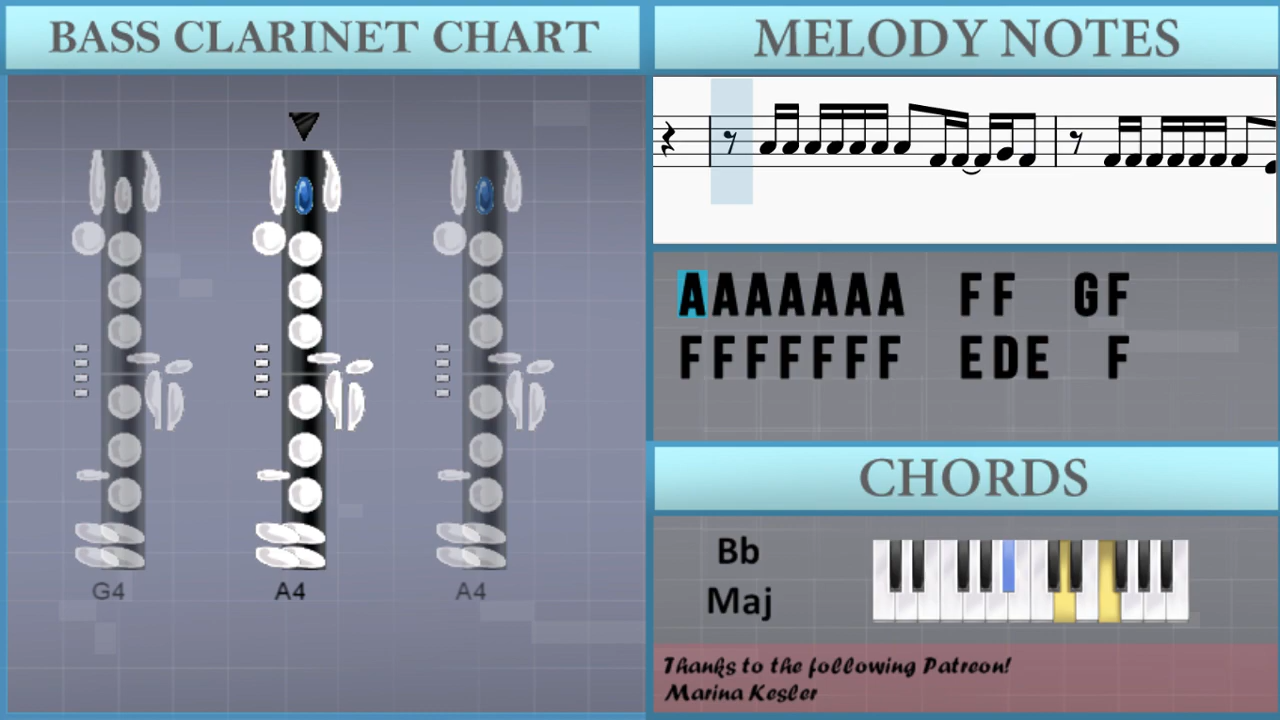 BASS CLARINET CHART
G4
A4
A4
MELODY NOTES
AAAAAAA FF GF
FFFFFFF EDE F
CHORDS
Bb
Maj
Thanks to the following Patreon!
Marina Kesler